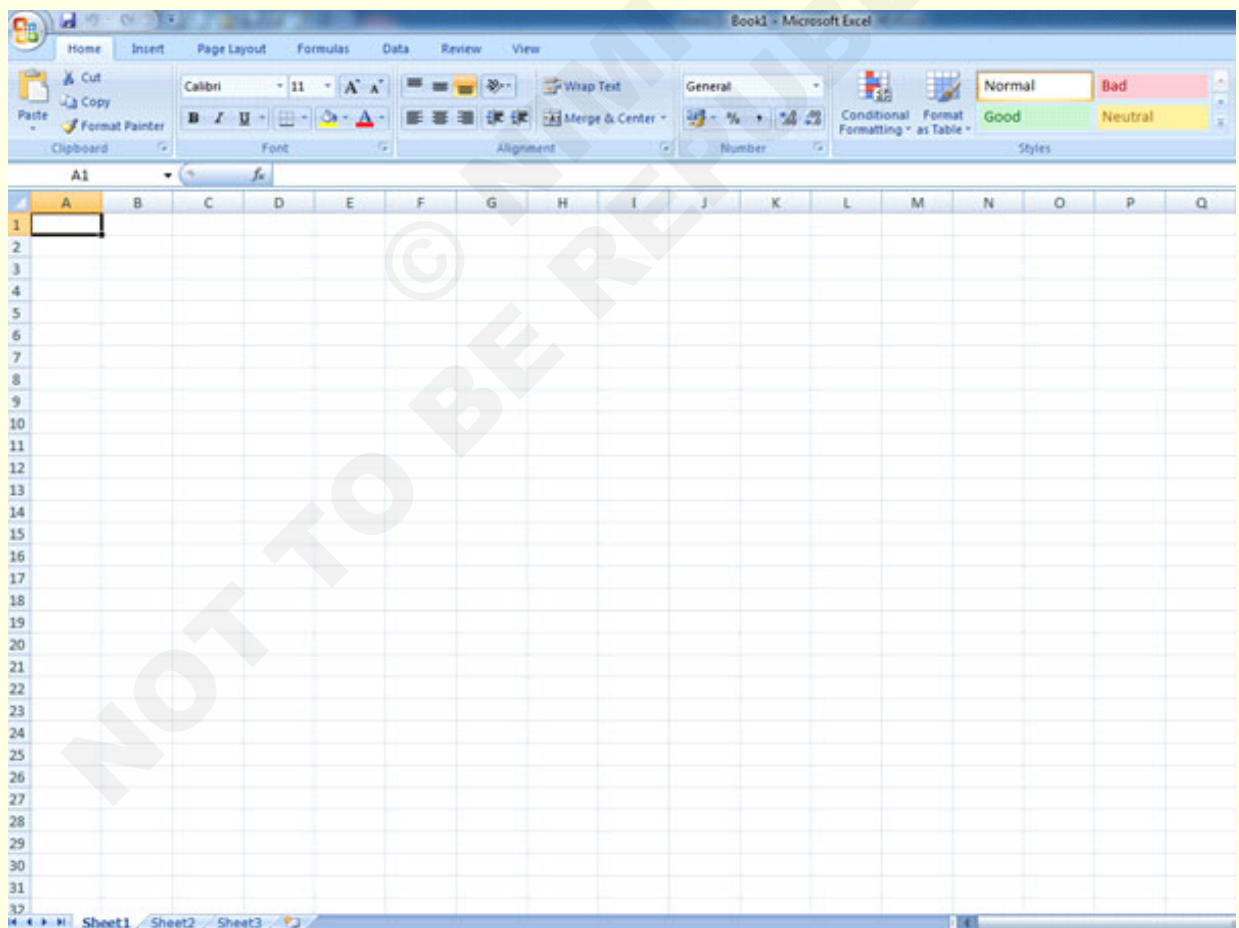 Book1 - Microsoft Excel
Home Insert Page Layout Formulas Data Review View
Cut
Copy
Paste
Format Painter
Clipboard
Calibri 11 A A
B I U A
Font
Wrap Text
Merge & Center
Alignment
General
% ,
Number
Conditional Formatting
Format as Table
Normal Bad
Good Neutral
Styles
A1 fx
A B C D E F G H I J K L M N O P Q
1
2
3
4
5
6
7
8
9
10
11
12
13
14
15
16
17
18
19
20
21
22
23
24
25
26
27
28
29
30
31
32
Sheet1 Sheet2 Sheet3
NOT TO BE
©